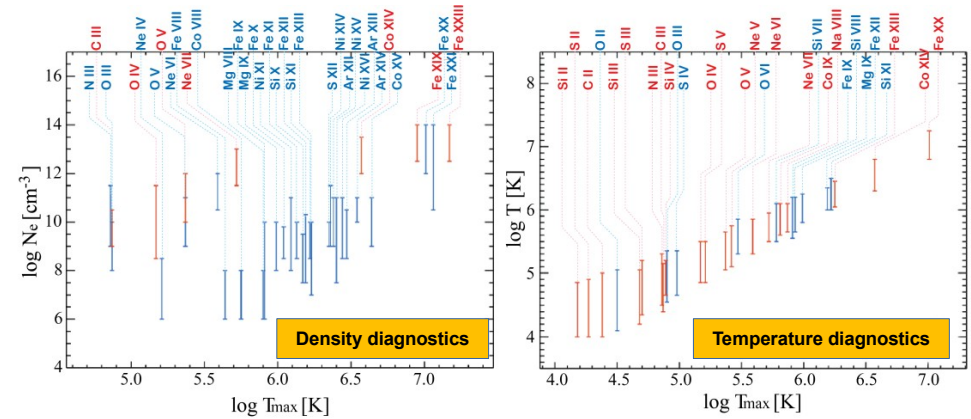 C III
Ne IV
O V
Fe VIII
Co VIII
Fe IX
Fe X
Fe XI
Fe XII
Fe XIII
Ni XIV
Ni XV
Ar XIII
Co XIV
Fe XX
Fe XXIII
N III
O III
O IV
O V
Ne VI
Ne VII
Mg VII
Mg IX
Ni XI
Si X
Si XI
S XII
Ar XII
Ni XVI
Ar XIV
Co XV
Fe XIX
Fe XXI
16
14
12
10
8
6
4
log Ne [cm-3]
5.0
5.5
6.0
6.5
7.0
log Tmax [K]
Density diagnostics
S II
O II
S III
C III
O III
S V
Ne V
Ne VI
Si VII
Na VIII
Si VIII
Fe XII
Fe XIII
Fe XX
Si II
C II
Si III
N III
Si IV
S IV
O IV
O V
O VI
Ne VII
Co IX
Fe IX
Mg IX
Si XI
Co XIV
8
7
6
5
4
log T [K]
4.0
4.5
5.0
5.5
6.0
6.5
7.0
log Tmax [K]
Temperature diagnostics